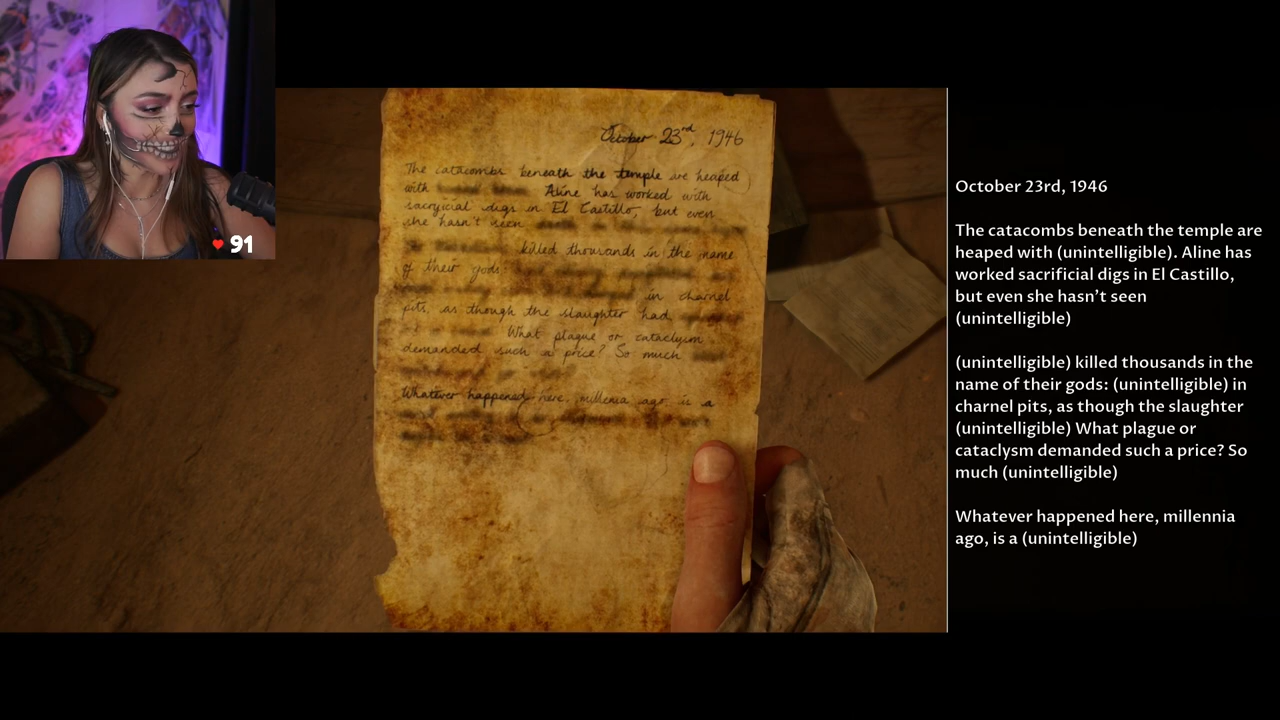 91
October 23rd, 1946
The catacombs beneath the temple are heaped
with
Aline has worked with
sacrificial digs in El Castillo, but even
she hasn't seen
killed thousands in the name
of their gods:
in charnel
pits, as though the slaughter had
What plague or cataclysm
demanded such a price? So much
Whatever happened here, millenia ago, is a
October 23rd, 1946
The catacombs beneath the temple are
heaped with (unintelligible). Aline has
worked sacrificial digs in El Castillo,
but even she hasn't seen
(unintelligible)
(unintelligible) killed thousands in the
name of their gods: (unintelligible) in
charnel pits, as though the slaughter
(unintelligible) What plague or
cataclysm demanded such a price? So
much (unintelligible)
Whatever happened here, millennia
ago, is a (unintelligible)